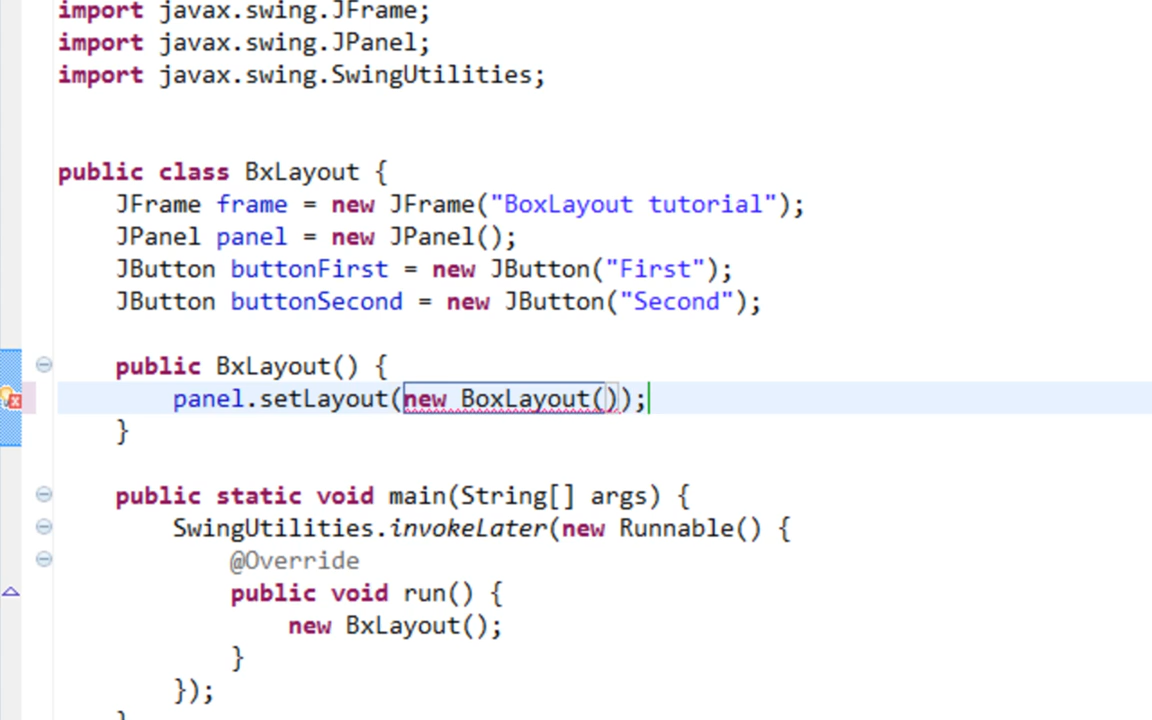 import javax.swing.JFrame;
import javax.swing.JPanel;
import javax.swing.SwingUtilities;
public class BxLayout {
JFrame frame = new JFrame("BoxLayout tutorial");
JPanel panel = new JPanel();
JButton buttonFirst = new JButton("First");
JButton buttonSecond = new JButton("Second");
public BxLayout() {
panel.setLayout(new BoxLayout());
}
public static void main(String[] args) {
SwingUtilities.invokeLater(new Runnable() {
@Override
public void run() {
new BxLayout();
}
});
}